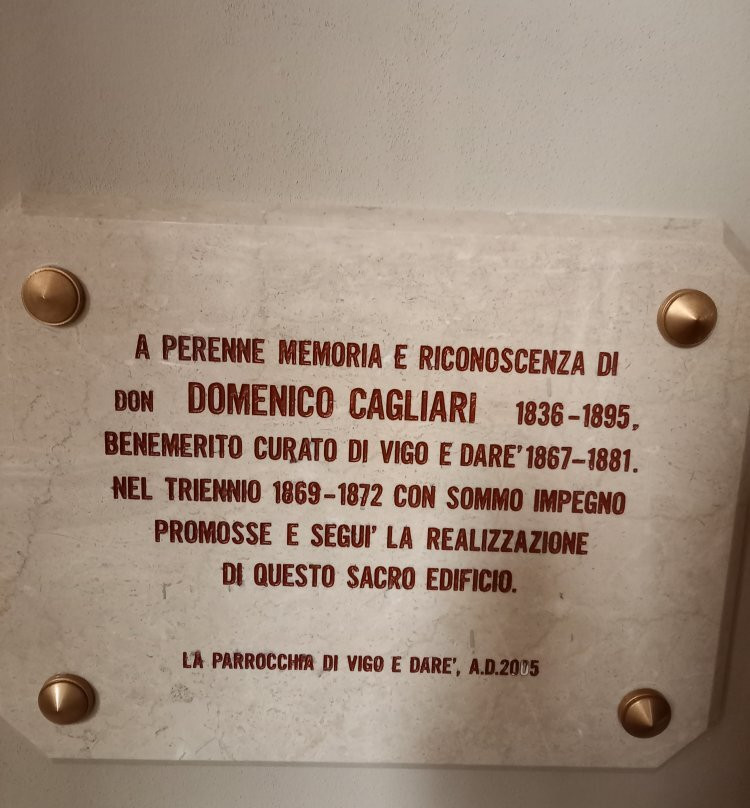 A PERENNE MEMORIA E RICONOSCENZA DI
DON DOMENICO CAGLIARI 1836-1895,
BENEMERITO CURATO DI VIGO E DARE' 1867-1881.
NEL TRIENNIO 1869-1872 CON SOMMO IMPEGNO
PROMOSSE E SEGUI' LA REALIZZAZIONE
DI QUESTO SACRO EDIFICIO.
LA PARROCCHIA DI VIGO E DARE', A.D.2005